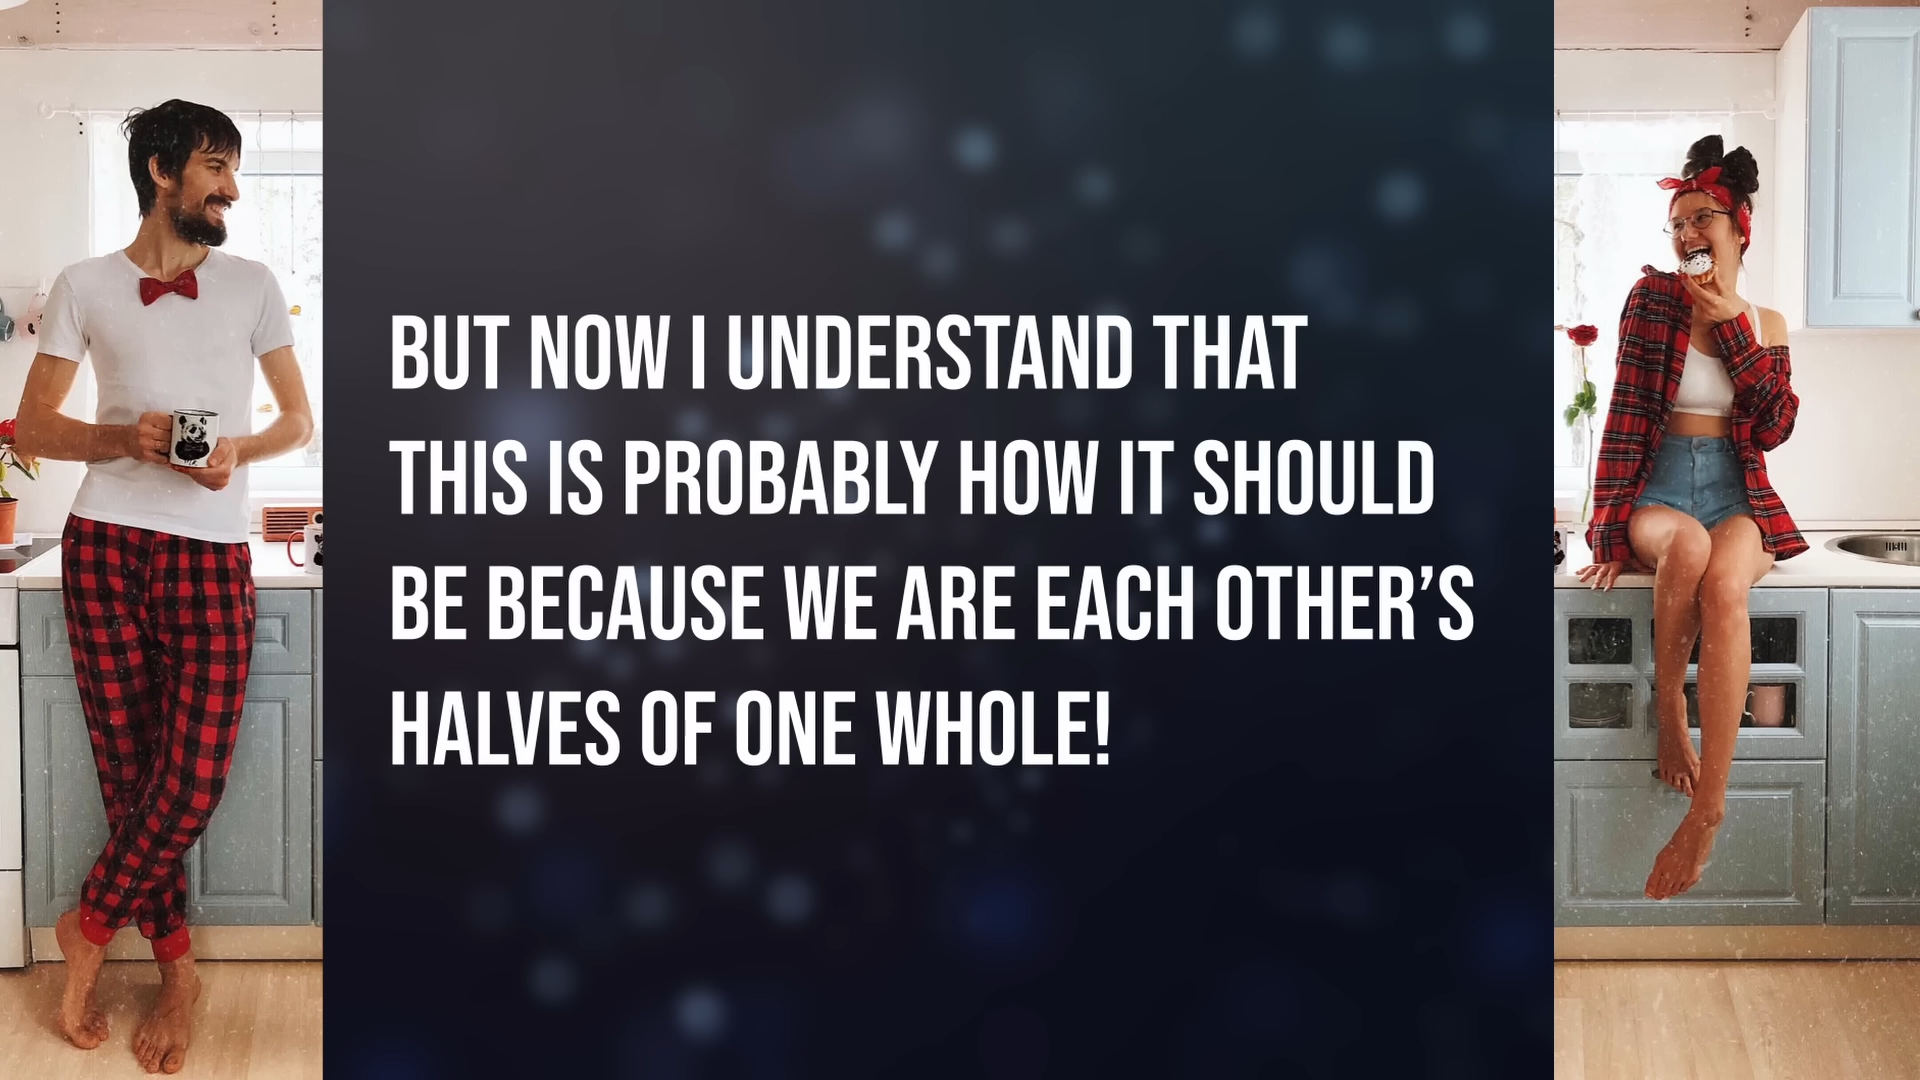 BUT NOW I UNDERSTAND THAT
THIS IS PROBABLY HOW IT SHOULD
BE BECAUSE WE ARE EACH OTHER’S
HALVES OF ONE WHOLE!